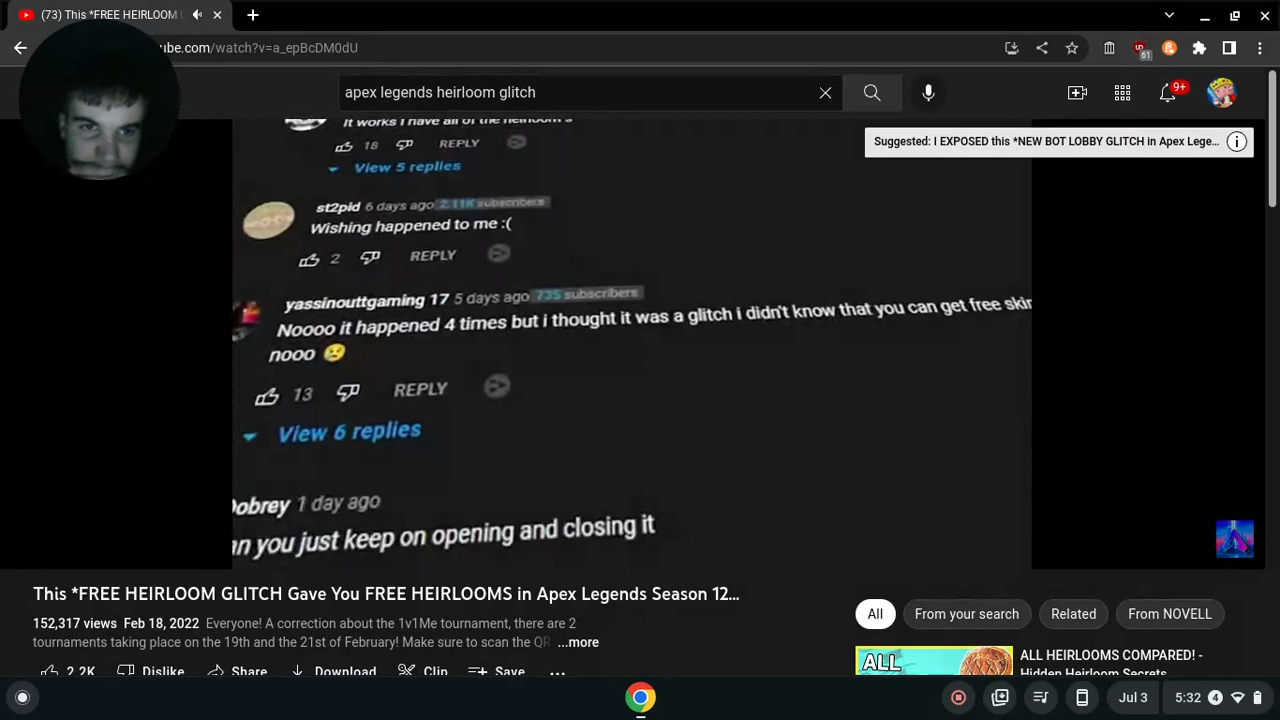 (73) This *FREE HEIRLOOM G
ube.com/watch?v=a_epBcDM0dU
61
apex legends heirloom glitch
9+
Suggested: I EXPOSED this *NEW BOT LOBBY GLITCH in Apex Lege...
It works I have all of the heirloom's
18 REPLY
View 5 replies
st2pid 6 days ago 2.11K subscribers
Wishing happened to me :(
2 REPLY
yassinouttgaming 17 5 days ago 735 subscribers
Noooo it happened 4 times but i thought it was a glitch i didn't know that you can get free skin
nooo 😢
13 REPLY
View 6 replies
Dobrey 1 day ago
an you just keep on opening and closing it
This *FREE HEIRLOOM GLITCH Gave You FREE HEIRLOOMS in Apex Legends Season 12...
152,317 views Feb 18, 2022 Everyone! A correction about the 1v1Me tournament, there are 2
tournaments taking place on the 19th and the 21st of February! Make sure to scan the QR ...more
2.2K Dislike Share Download Clip Save ...
All From your search Related From NOVELL
ALL
ALL HEIRLOOMS COMPARED! -
Hidden Heirloom Secrets
Jul 3 5:32 4